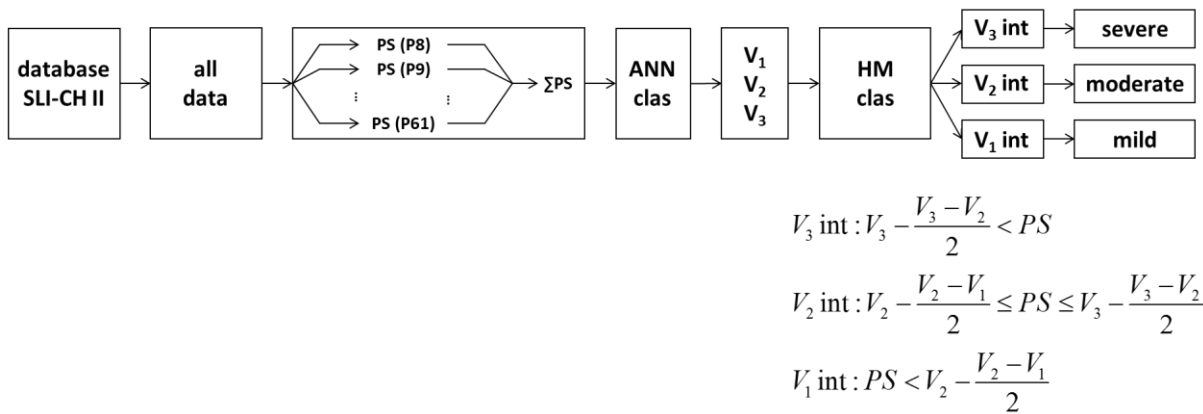 database
SLI-CH II
all
data
PS (P8)
PS (P9)
⋮ ⋮
PS (P61)
∑PS
ANN
clas
V₁
V₂
V₃
HM
clas
V₃ int
severe
V₂ int
moderate
V₁ int
mild
V₃ int : V₃ − (V₃ − V₂)/2 < PS
V₂ int : V₂ − (V₂ − V₁)/2 ≤ PS ≤ V₃ − (V₃ − V₂)/2
V₁ int : PS < V₂ − (V₂ − V₁)/2